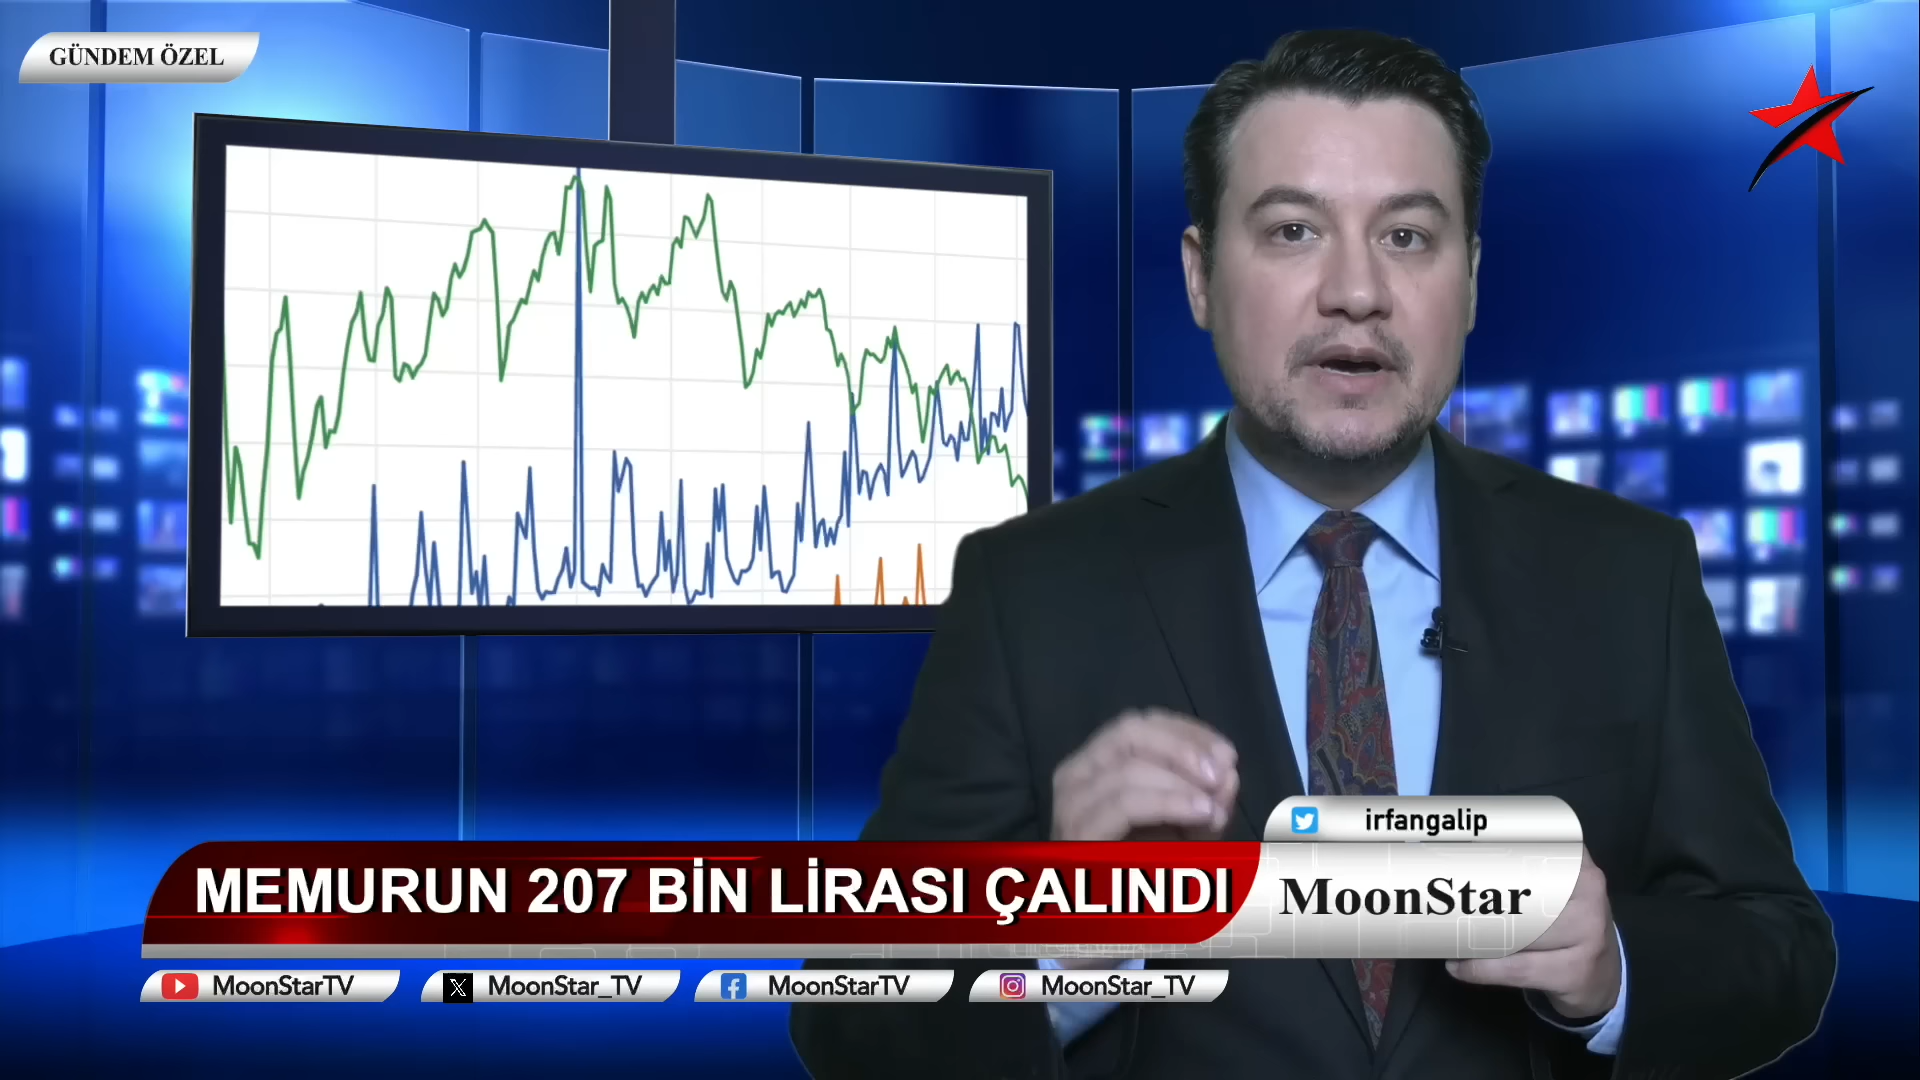 GÜNDEM ÖZEL
irfangalip
MEMURUN 207 BİN LİRASI ÇALINDI
MoonStar
MoonStarTV
MoonStar_TV
MoonStarTV
MoonStar_TV